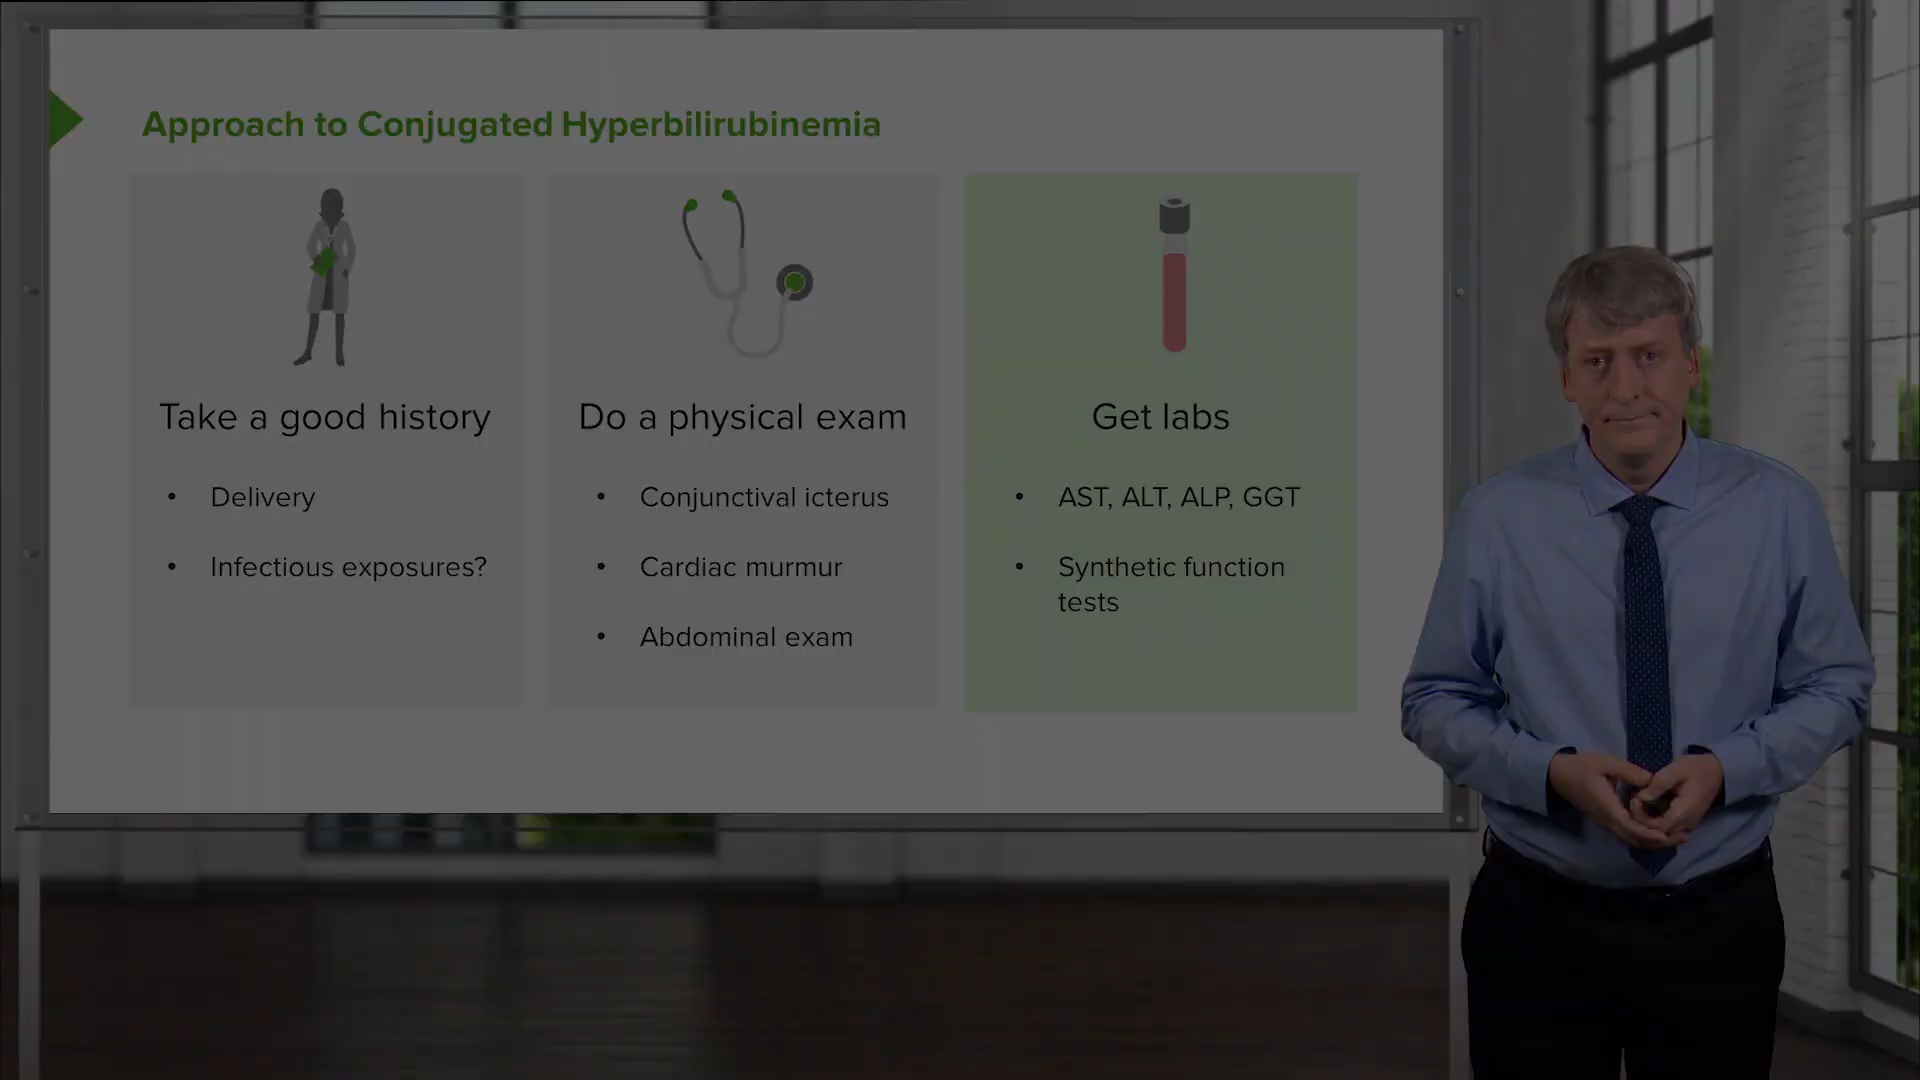 Approach to Conjugated Hyperbilirubinemia
Take a good history
• Delivery
• Infectious exposures?
Do a physical exam
• Conjunctival icterus
• Cardiac murmur
• Abdominal exam
Get labs
• AST, ALT, ALP, GGT
• Synthetic function
tests